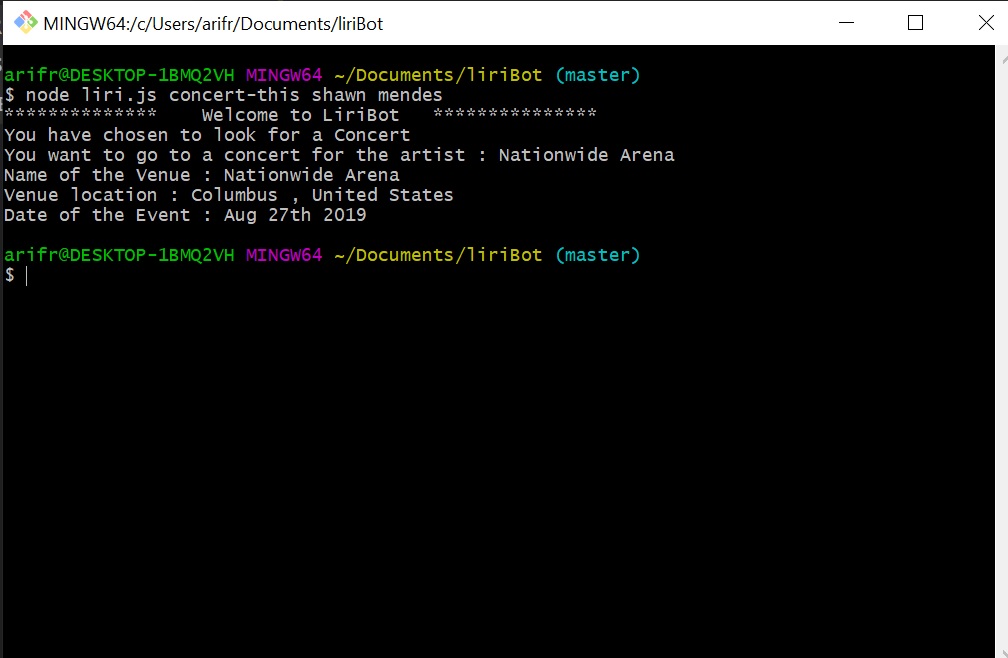 MINGW64:/c/Users/arifr/Documents/liriBot
arifr@DESKTOP-1BMQ2VH MINGW64 ~/Documents/liriBot (master)
$ node liri.js concert-this shawn mendes
**************    Welcome to LiriBot   ***************
You have chosen to look for a Concert
You want to go to a concert for the artist : Nationwide Arena
Name of the Venue : Nationwide Arena
Venue location : Columbus , United States
Date of the Event : Aug 27th 2019
arifr@DESKTOP-1BMQ2VH MINGW64 ~/Documents/liriBot (master)
$